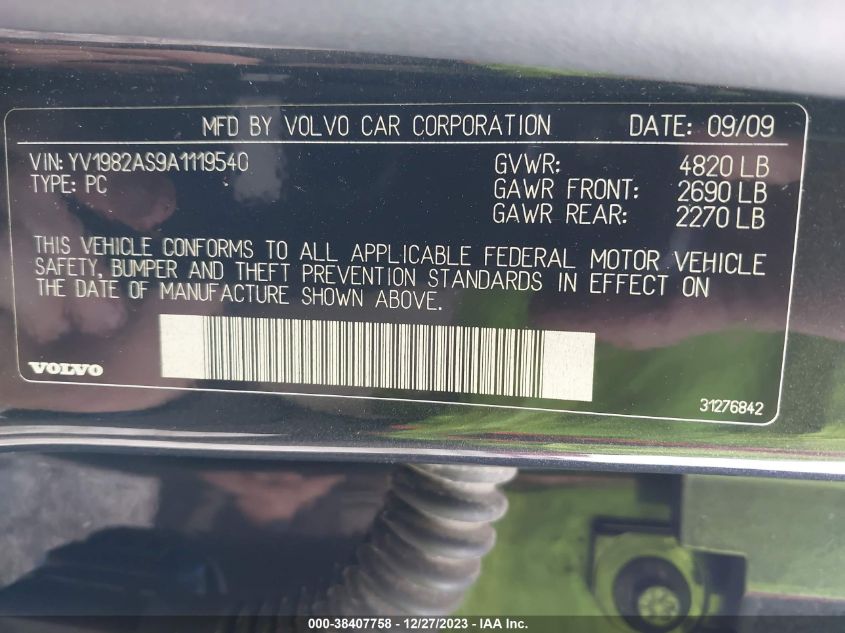 MFD BY VOLVO CAR CORPORATION DATE: 09/09
VIN: YV1982AS9A1119540 GVWR: 4820 LB
TYPE: PC GAWR FRONT: 2690 LB
GAWR REAR: 2270 LB
THIS VEHICLE CONFORMS TO ALL APPLICABLE FEDERAL MOTOR VEHICLE
SAFETY, BUMPER AND THEFT PREVENTION STANDARDS IN EFFECT ON
THE DATE OF MANUFACTURE SHOWN ABOVE.
VOLVO
31276842
000-38407758 - 12/27/2023 - IAA Inc.